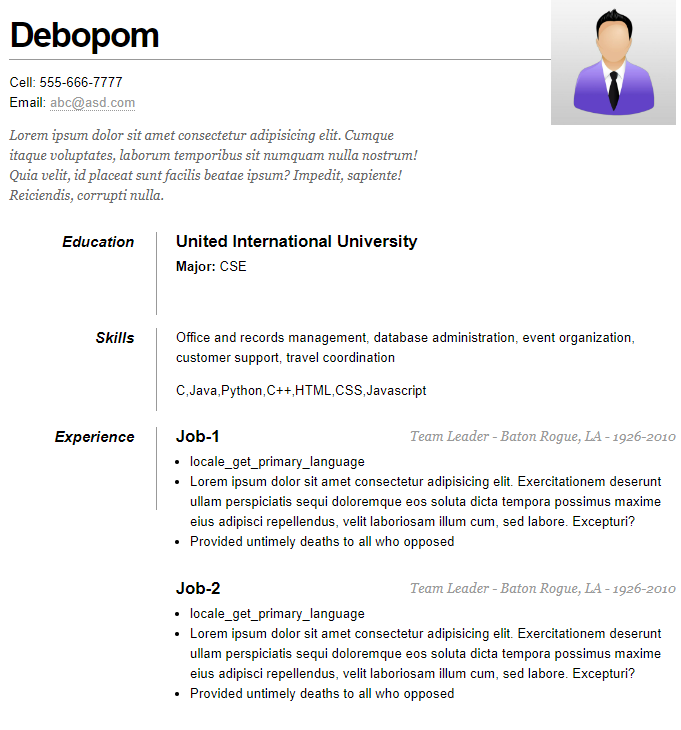 Debopom
Cell: 555-666-7777
Email: abc@asd.com
Lorem ipsum dolor sit amet consectetur adipisicing elit. Cumque
itaque voluptates, laborum temporibus sit numquam nulla nostrum!
Quia velit, id placeat sunt facilis beatae ipsum? Impedit, sapiente!
Reiciendis, corrupti nulla.
Education
United International University
Major: CSE
Skills
Office and records management, database administration, event organization,
customer support, travel coordination
C,Java,Python,C++,HTML,CSS,Javascript
Experience
Job-1
Team Leader - Baton Rogue, LA - 1926-2010
• locale_get_primary_language
• Lorem ipsum dolor sit amet consectetur adipisicing elit. Exercitationem deserunt
ullam perspiciatis sequi doloremque eos soluta dicta tempora possimus maxime
eius adipisci repellendus, velit laboriosam illum cum, sed labore. Excepturi?
• Provided untimely deaths to all who opposed
Job-2
Team Leader - Baton Rogue, LA - 1926-2010
• locale_get_primary_language
• Lorem ipsum dolor sit amet consectetur adipisicing elit. Exercitationem deserunt
ullam perspiciatis sequi doloremque eos soluta dicta tempora possimus maxime
eius adipisci repellendus, velit laboriosam illum cum, sed labore. Excepturi?
• Provided untimely deaths to all who opposed